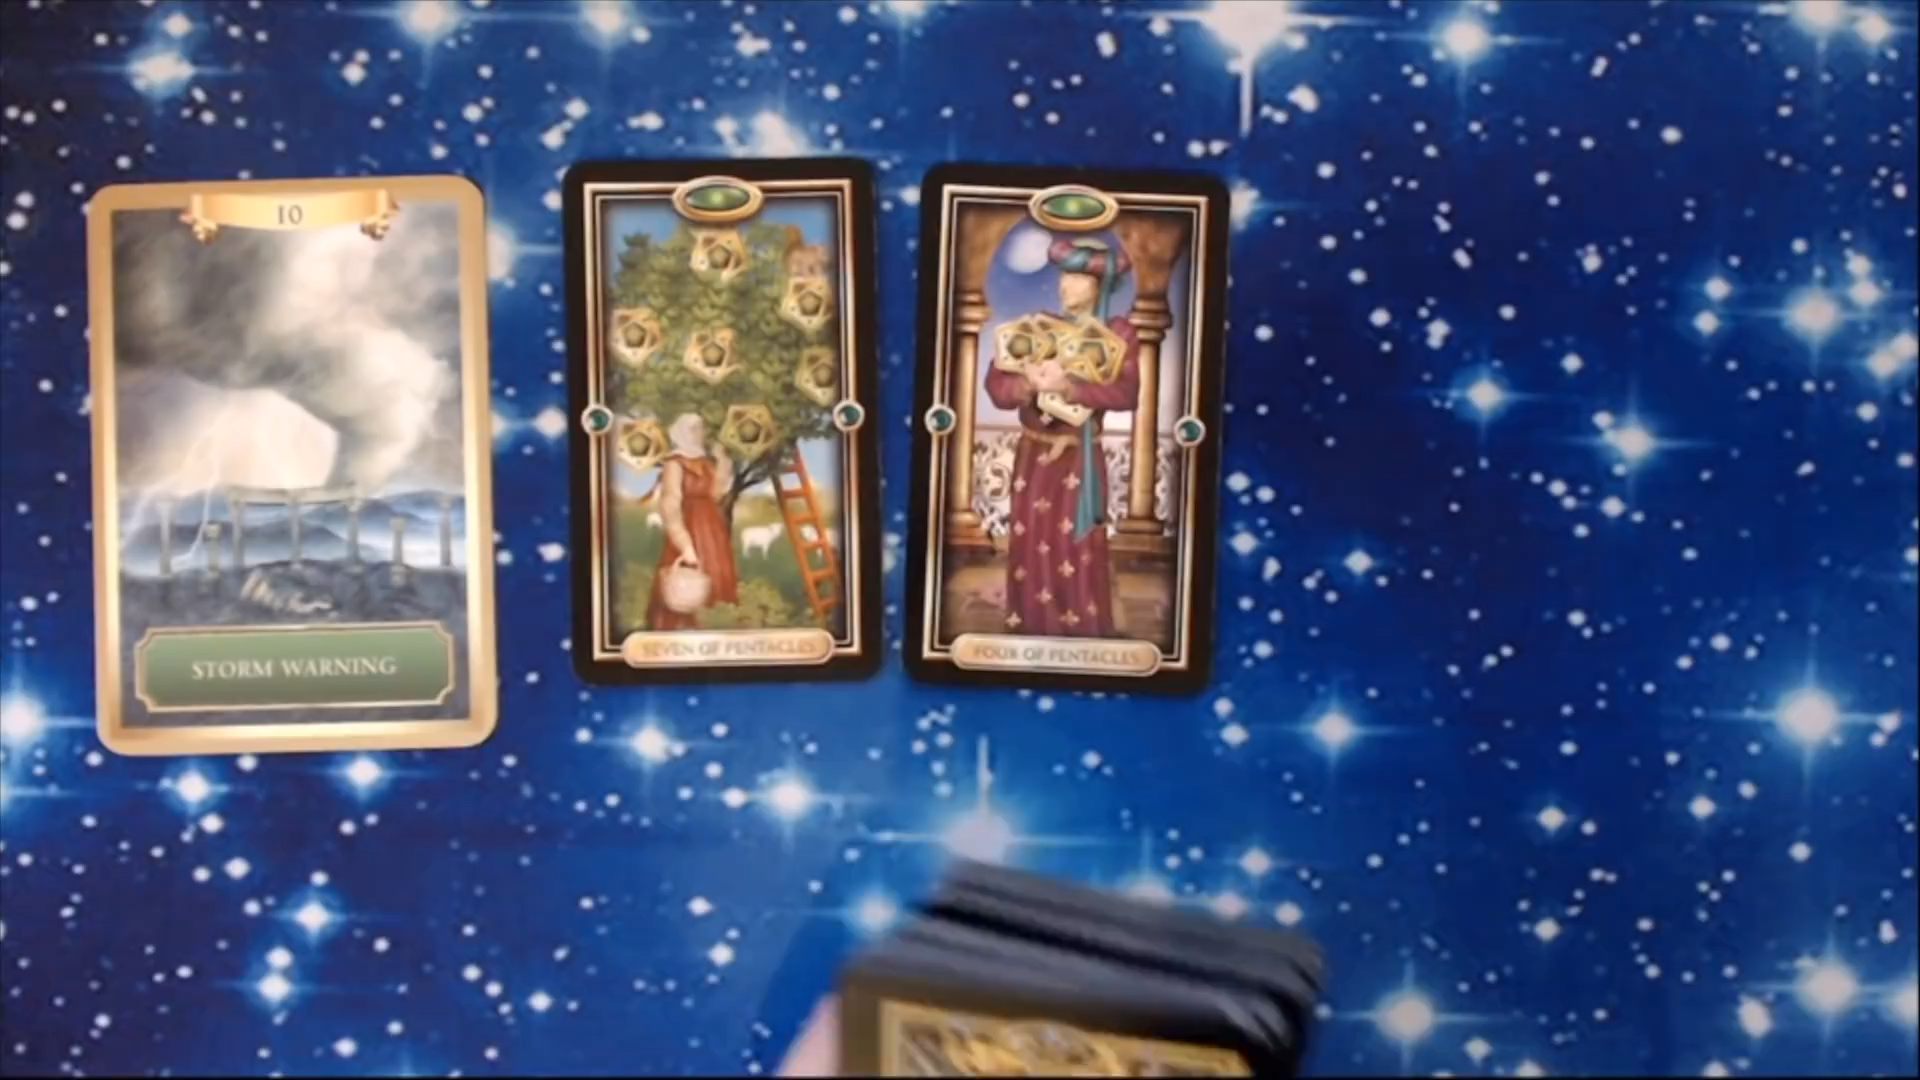 10
STORM WARNING
SEVEN OF PENTACLES
FOUR OF PENTACLES